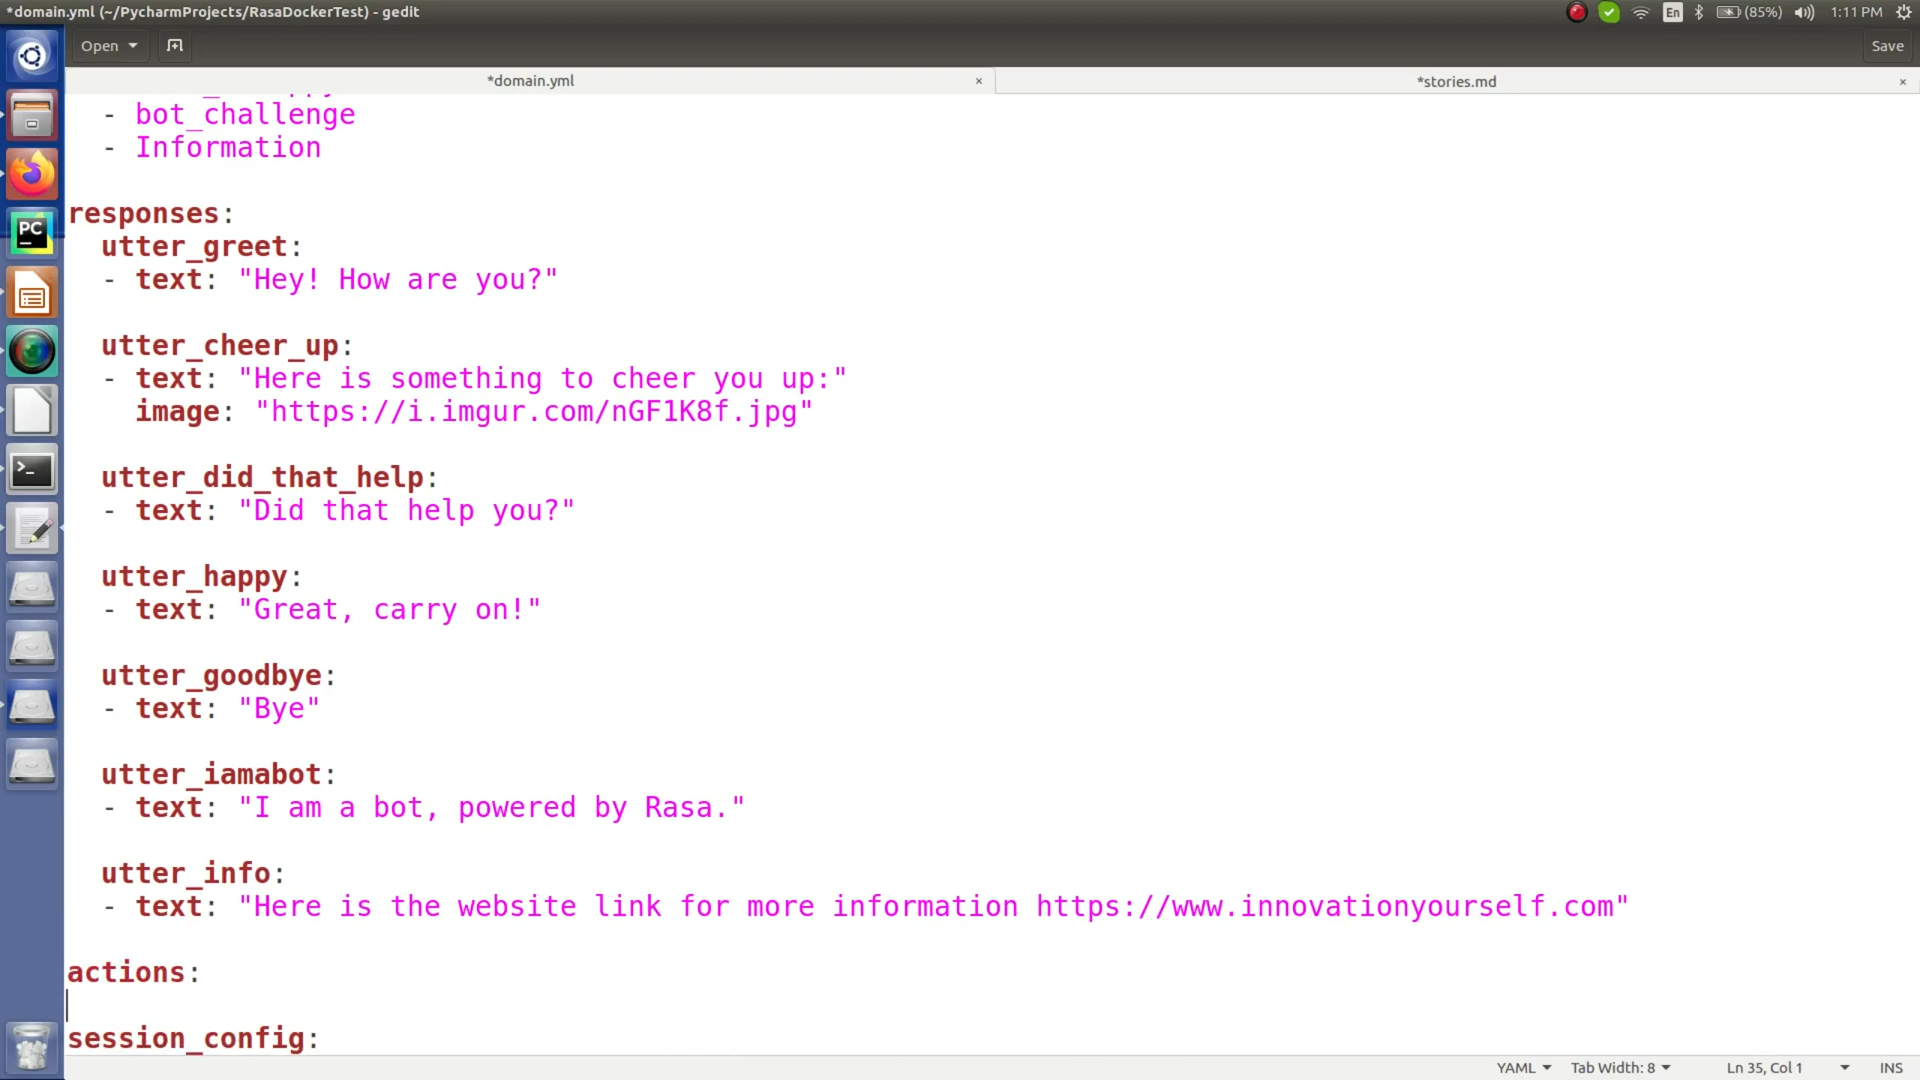 *domain.yml (~/PycharmProjects/RasaDockerTest) - gedit
En
(85%)
1:11 PM
Open
Save
*domain.yml ×
*stories.md ×
- bot_challenge
- Information
responses:
utter_greet:
- text: "Hey! How are you?"
utter_cheer_up:
- text: "Here is something to cheer you up:"
image: "https://i.imgur.com/nGF1K8f.jpg"
utter_did_that_help:
- text: "Did that help you?"
utter_happy:
- text: "Great, carry on!"
utter_goodbye:
- text: "Bye"
utter_iamabot:
- text: "I am a bot, powered by Rasa."
utter_info:
- text: "Here is the website link for more information https://www.innovationyourself.com"
actions:
session_config:
PC
>_
YAML
Tab Width: 8
Ln 35, Col 1
INS